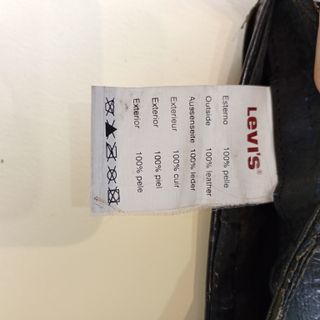 LEVI'S®
Esterno 100% pelle
Outside 100% leather
Aussenseite 100% leder
Exterieur 100% cuir
Exterior 100% piel
Exterior 100% pele